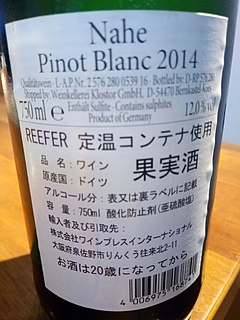 Nahe
Pinot Blanc 2014
Qualitätswein · L·A.P.Nr. 2 576 280 0539 16 · Bottled by: D-RP 576 280
Shipped by: Weinkellerei Klostor GmbH, D-54470 Bernkastel-Kues
750ml e Enthält Sulfite · Contains sulphites 12,0% vol
Product of Germany
REEFER 定温コンテナ使用
品名：ワイン 果実酒
原産国：ドイツ
アルコール分：表又は裏ラベルに記載
容量：750ml 酸化防止剤(亜硫酸塩)
輸入者及び引取先：
株式会社ワインプレスインターナショナル
大阪府泉佐野市りんくう往来北2-11
お酒は20歳になってから
4 006975